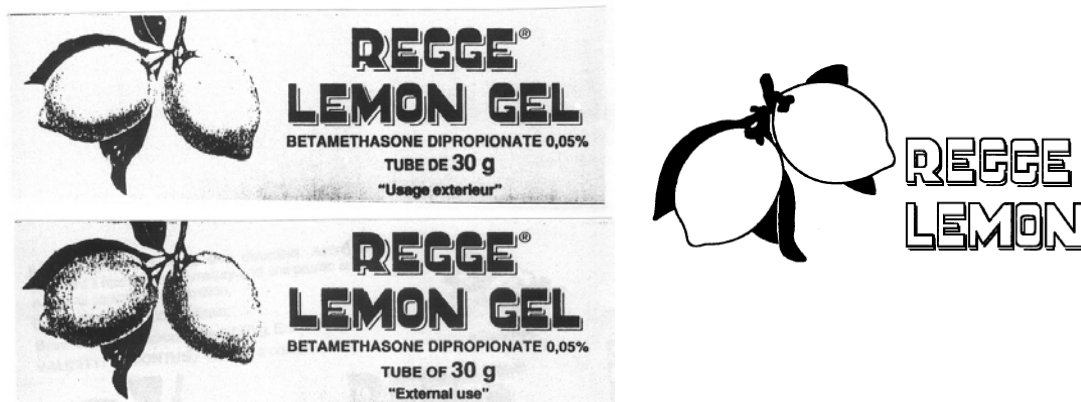 REGGE®
LEMON GEL
BETAMETHASONE DIPROPIONATE 0,05%
TUBE DE 30 g
"Usage exterieur"
REGGE®
LEMON GEL
BETAMETHASONE DIPROPIONATE 0,05%
TUBE OF 30 g
"External use"
REGGE
LEMON